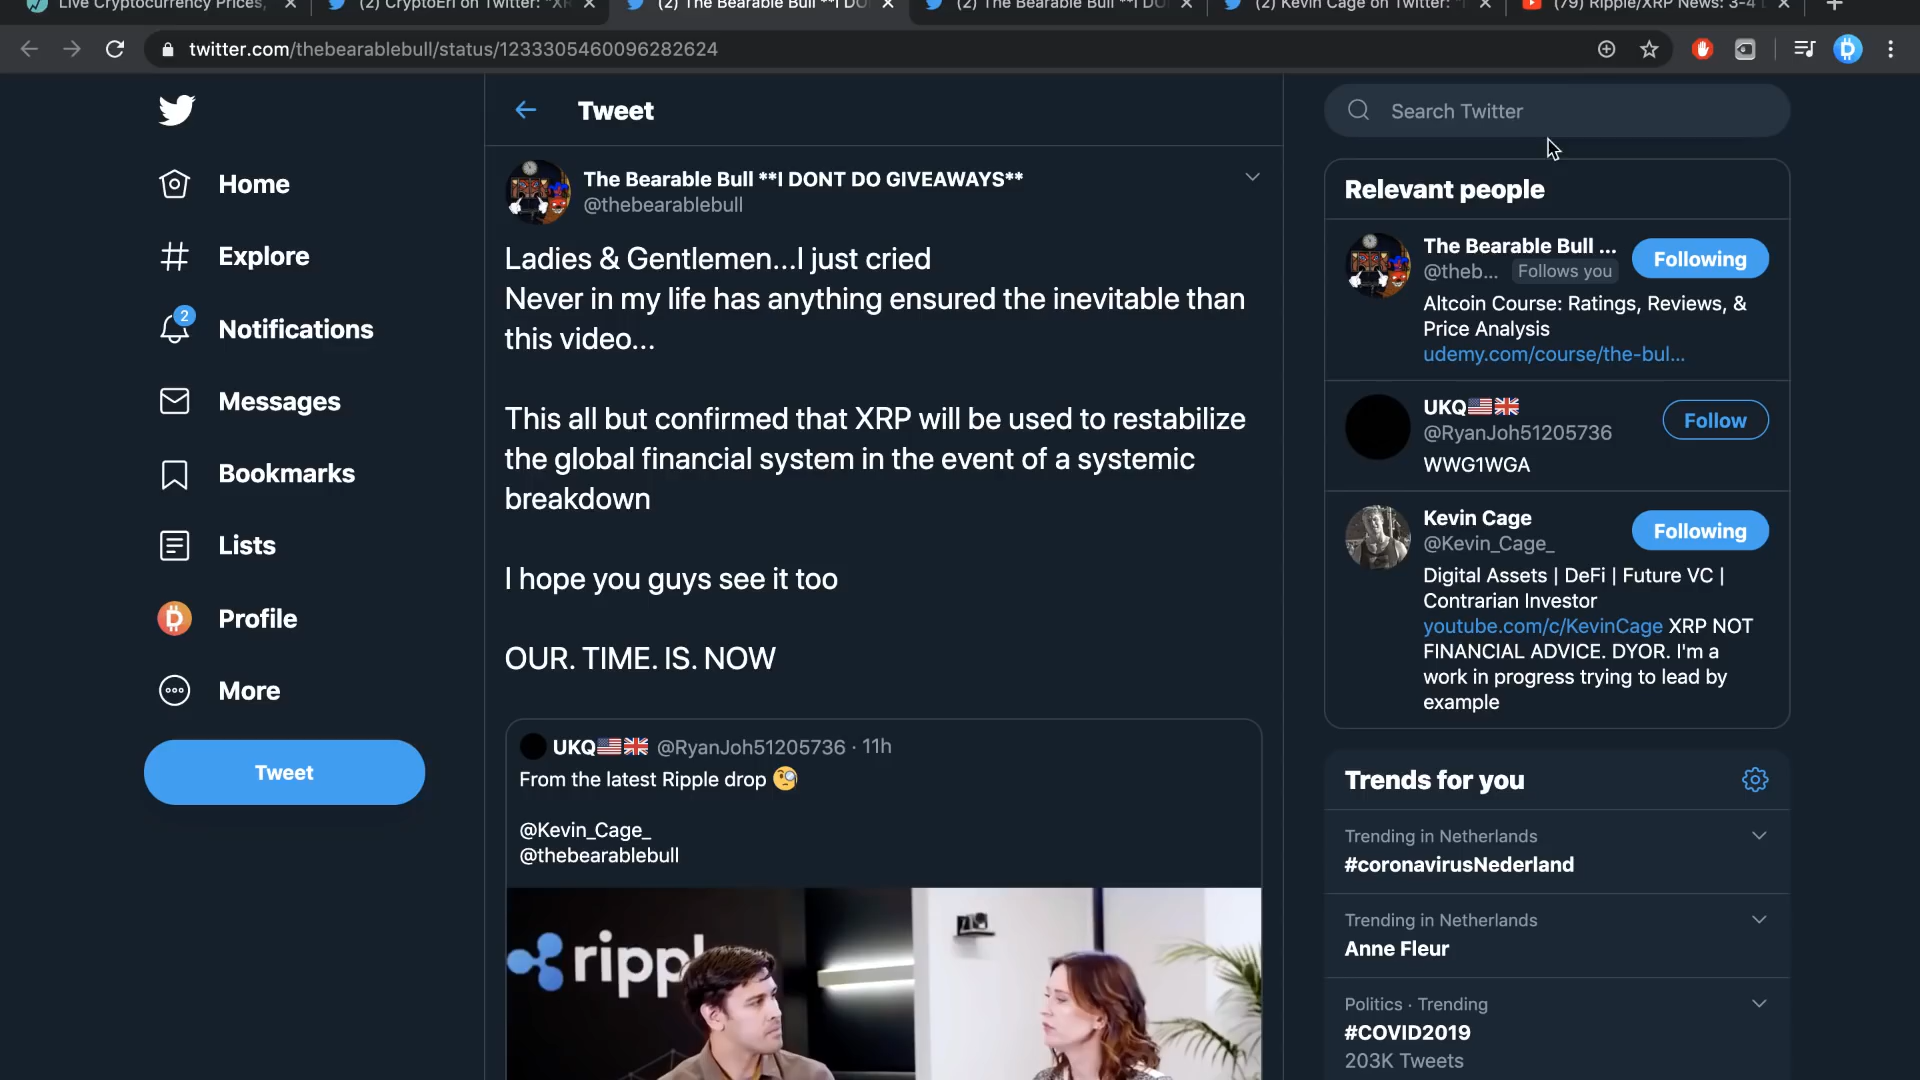 Live Cryptocurrency Prices,
(2) CryptoEri on Twitter: "XR
(2) The Bearable Bull **I DO
(2) The Bearable Bull **I DO
(2) Kevin Cage on Twitter: "
(79) Ripple/XRP News: 3-4
twitter.com/thebearablebull/status/1233305460096282624
Home
Explore
2
Notifications
Messages
Bookmarks
Lists
Profile
More
Tweet
Tweet
The Bearable Bull **I DONT DO GIVEAWAYS**
@thebearablebull
Ladies & Gentlemen...I just cried
Never in my life has anything ensured the inevitable than
this video...
This all but confirmed that XRP will be used to restabilize
the global financial system in the event of a systemic
breakdown
I hope you guys see it too
OUR. TIME. IS. NOW
UKQ🇺🇸🇬🇧 @RyanJoh51205736 · 11h
From the latest Ripple drop 🧐
@Kevin_Cage_
@thebearablebull
rippl
Search Twitter
Relevant people
The Bearable Bull ...
@theb... Follows you
Following
Altcoin Course: Ratings, Reviews, &
Price Analysis
udemy.com/course/the-bul...
UKQ🇺🇸🇬🇧
@RyanJoh51205736
Follow
WWG1WGA
Kevin Cage
@Kevin_Cage_
Following
Digital Assets | DeFi | Future VC |
Contrarian Investor
youtube.com/c/KevinCage XRP NOT
FINANCIAL ADVICE. DYOR. I'm a
work in progress trying to lead by
example
Trends for you
Trending in Netherlands
#coronavirusNederland
Trending in Netherlands
Anne Fleur
Politics · Trending
#COVID2019
203K Tweets